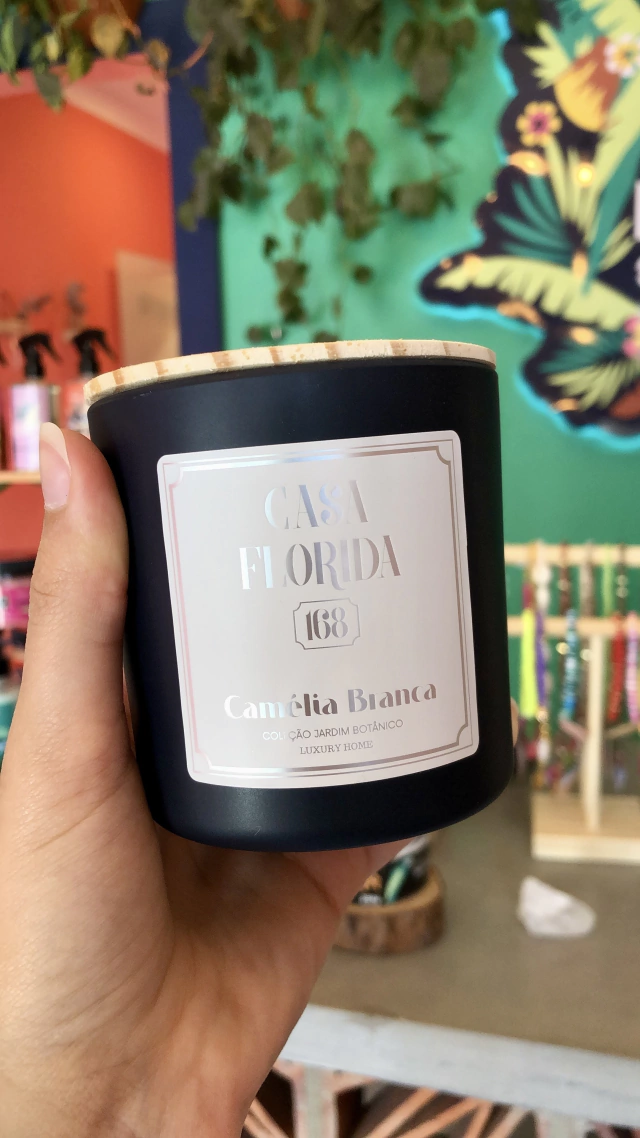 CASA
FLORIDA
168
Camélia Branca
COLEÇÃO JARDIM BOTÂNICO
LUXURY HOME